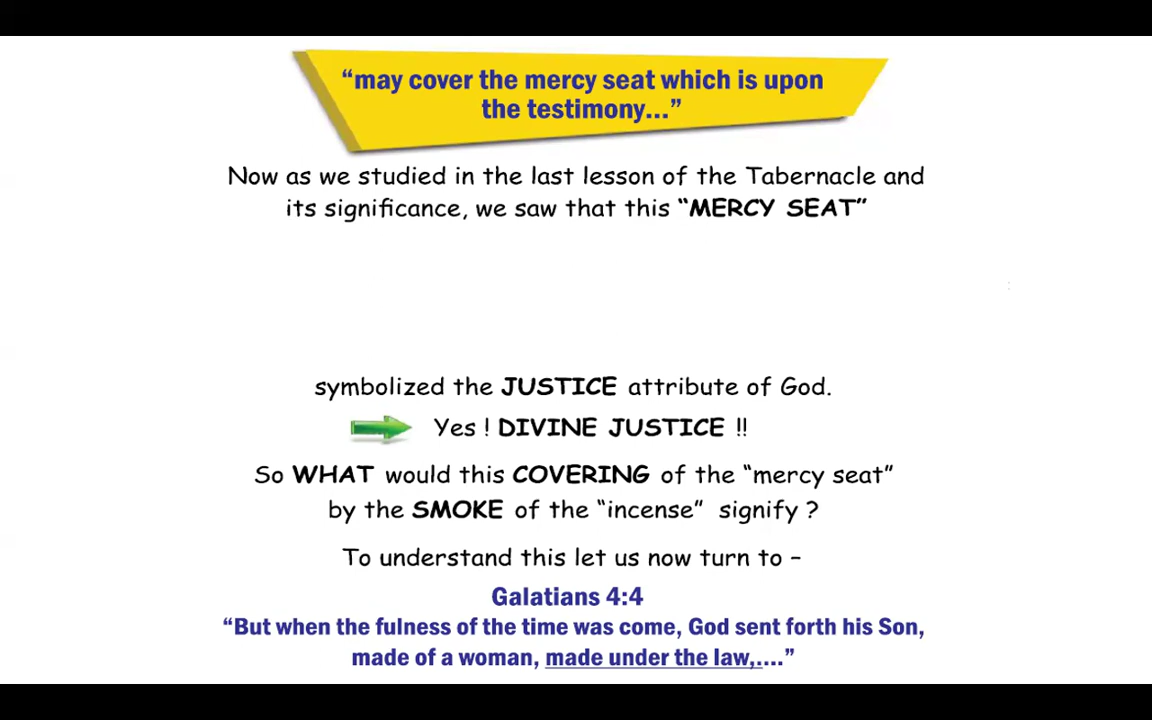 “may cover the mercy seat which is upon
the testimony...”
Now as we studied in the last lesson of the Tabernacle and
its significance, we saw that this “MERCY SEAT”
symbolized the JUSTICE attribute of God.
Yes ! DIVINE JUSTICE !!
So WHAT would this COVERING of the “mercy seat”
by the SMOKE of the “incense” signify ?
To understand this let us now turn to –
Galatians 4:4
“But when the fulness of the time was come, God sent forth his Son,
made of a woman, made under the law,....”